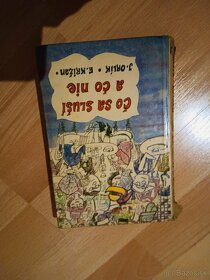 J. ORLÍK • F. KRIŽAN •
Čo sa sluší
a čo nie